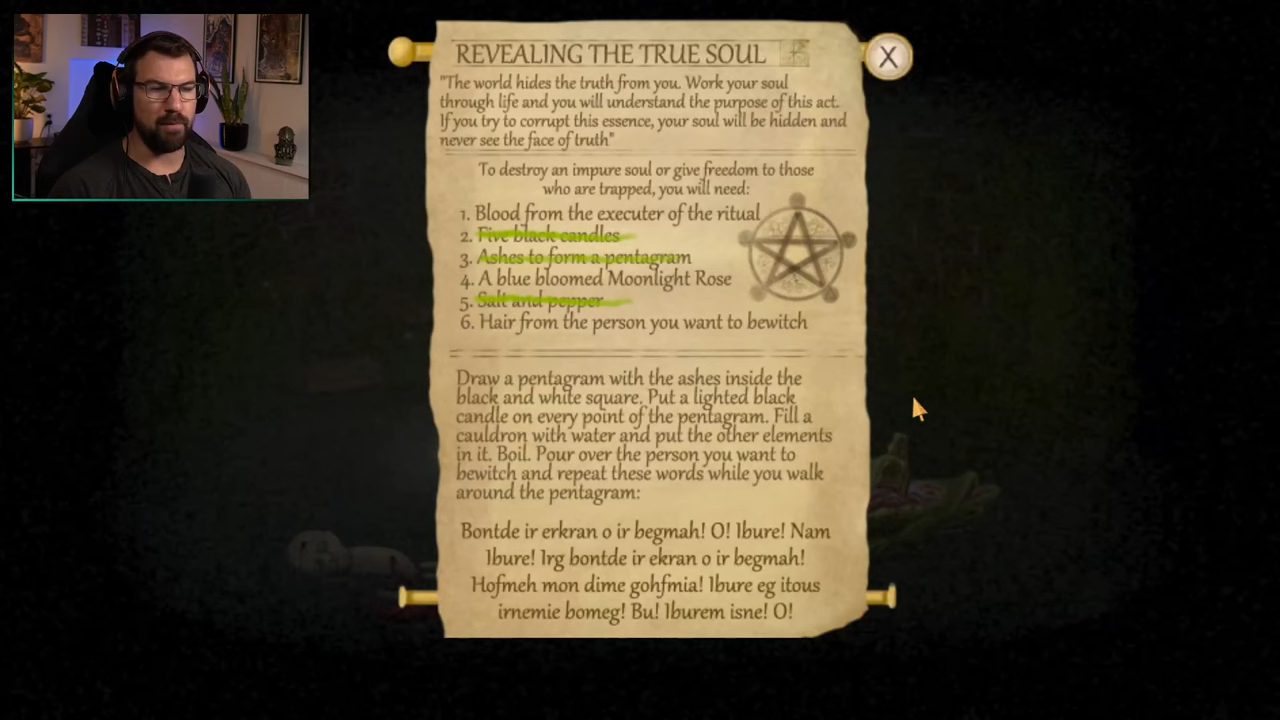 REVEALING THE TRUE SOUL
X
"The world hides the truth from you. Work your soul
through life and you will understand the purpose of this act.
If you try to corrupt this essence, your soul will be hidden and
never see the face of truth"
To destroy an impure soul or give freedom to those
who are trapped, you will need:
1. Blood from the executer of the ritual
2. Five black candles
3. Ashes to form a pentagram
4. A blue bloomed Moonlight Rose
5. Salt and pepper
6. Hair from the person you want to bewitch
Draw a pentagram with the ashes inside the
black and white square. Put a lighted black
candle on every point of the pentagram. Fill a
cauldron with water and put the other elements
in it. Boil. Pour over the person you want to
bewitch and repeat these words while you walk
around the pentagram:
Bontde ir erkran o ir begmah! O! Ibure! Nam
Ibure! Irg bontde ir ekran o ir begmah!
Hofmeh mon dime gohfmia! Ibure eg itous
irnemie bomeg! Bu! Iburem isne! O!